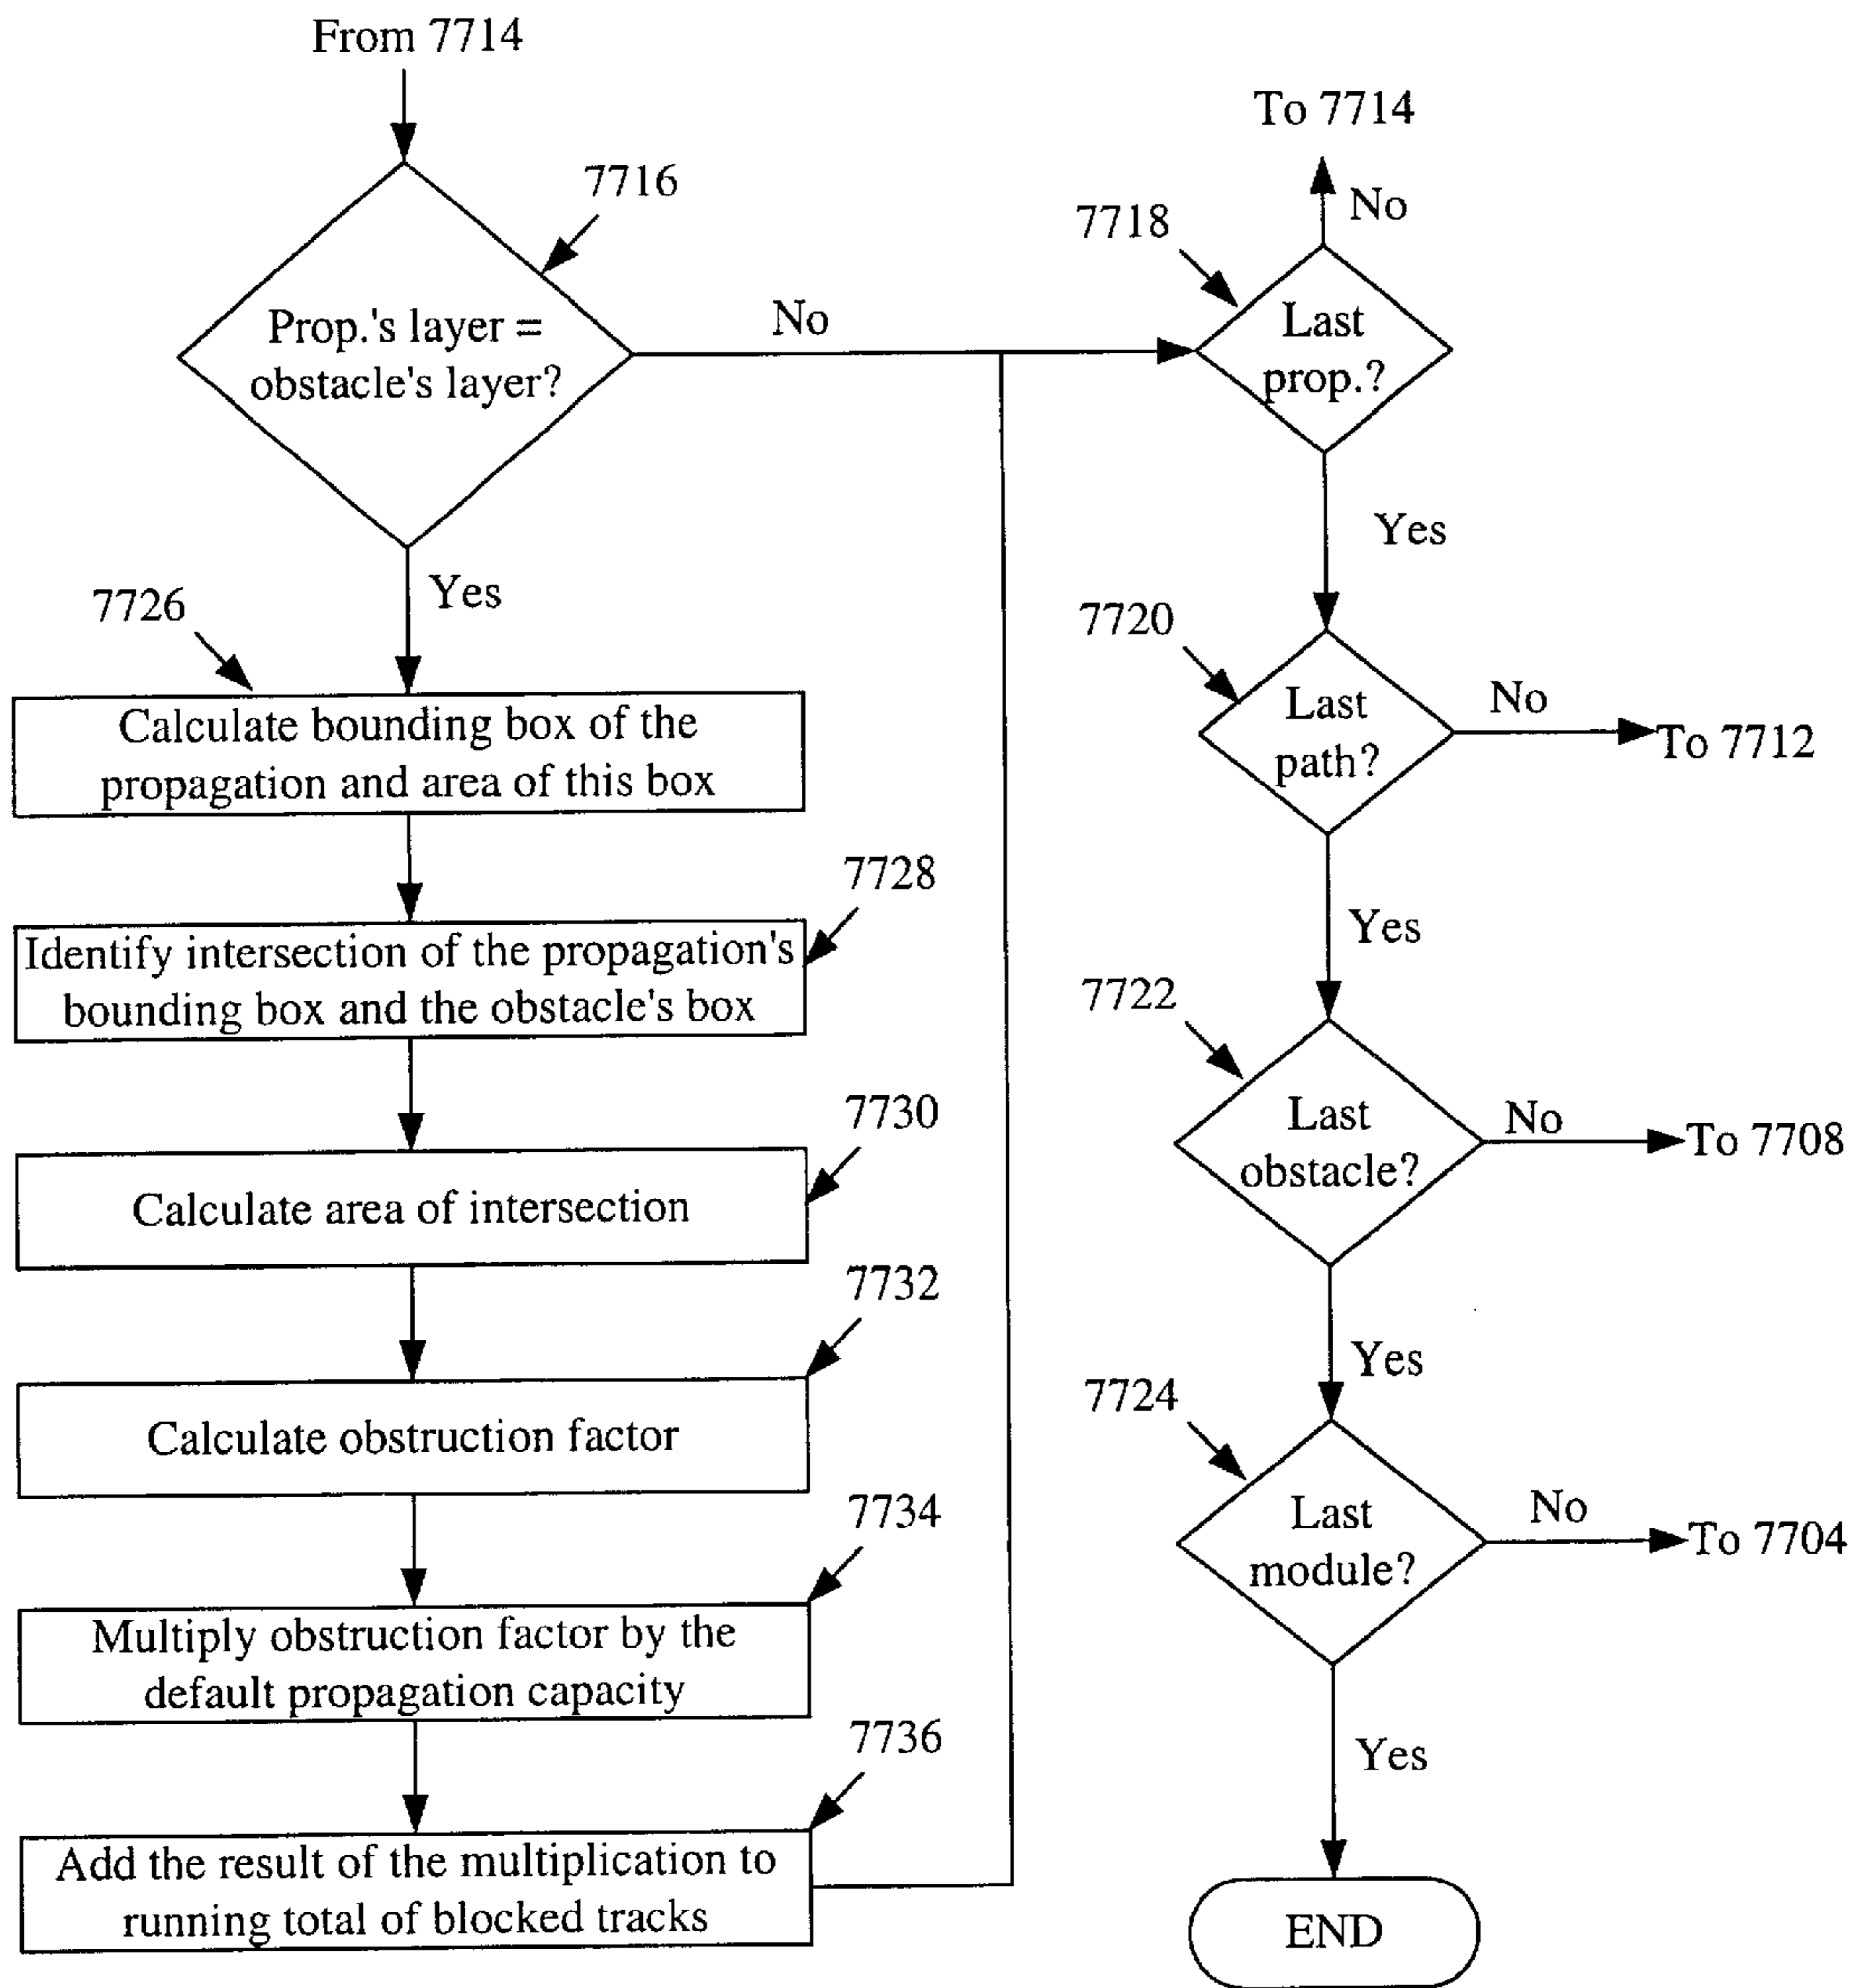 From 7714
7716
Prop.'s layer =
obstacle's layer?
No
Yes
7726
Calculate bounding box of the
propagation and area of this box
7728
Identify intersection of the propagation's
bounding box and the obstacle's box
7730
Calculate area of intersection
7732
Calculate obstruction factor
7734
Multiply obstruction factor by the
default propagation capacity
7736
Add the result of the multiplication to
running total of blocked tracks
To 7714
No
7718
Last
prop.?
Yes
7720
Last
path?
No
To 7712
Yes
7722
Last
obstacle?
No
To 7708
Yes
7724
Last
module?
No
To 7704
Yes
END